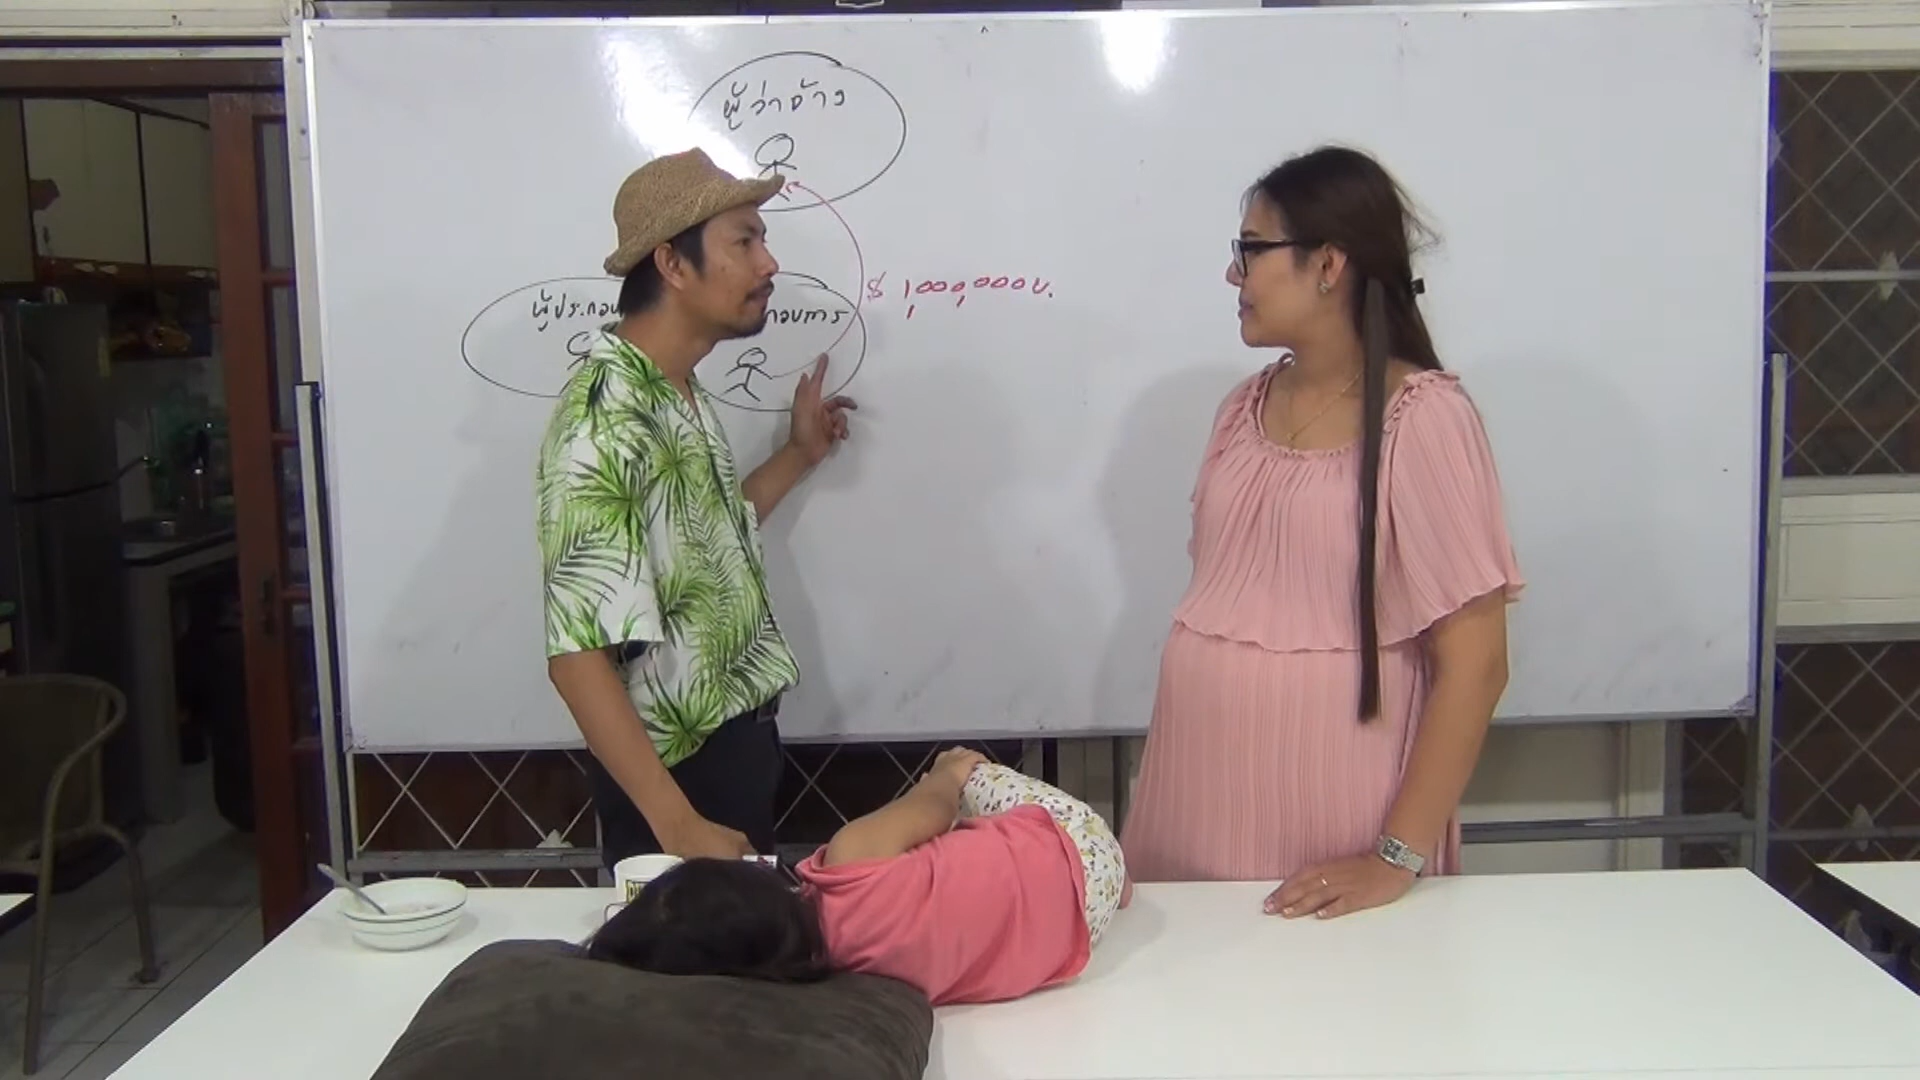 ผู้ว่าจ้าง
$ 1,000,000 บ.
ผู้ประกอบ
กอบการ